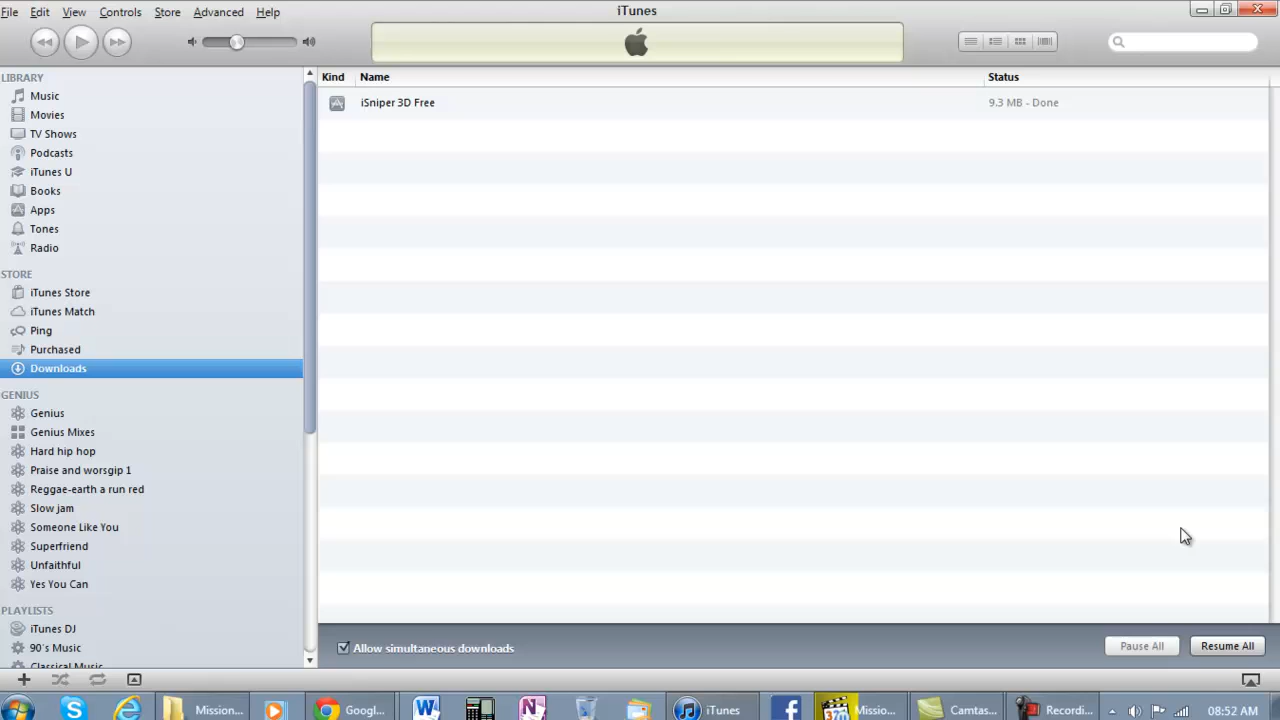 iTunes
File Edit View Controls Store Advanced Help
LIBRARY
Music
Movies
TV Shows
Podcasts
iTunes U
Books
Apps
Tones
Radio
STORE
iTunes Store
iTunes Match
Ping
Purchased
Downloads
GENIUS
Genius
Genius Mixes
Hard hip hop
Praise and worsgip 1
Reggae-earth a run red
Slow jam
Someone Like You
Superfriend
Unfaithful
Yes You Can
PLAYLISTS
iTunes DJ
90's Music
Classical Music
Kind Name Status
iSniper 3D Free 9.3 MB - Done
Allow simultaneous downloads
Pause All Resume All
Mission... Googl... iTunes Missio... Camtas... Recordi... 08:52 AM